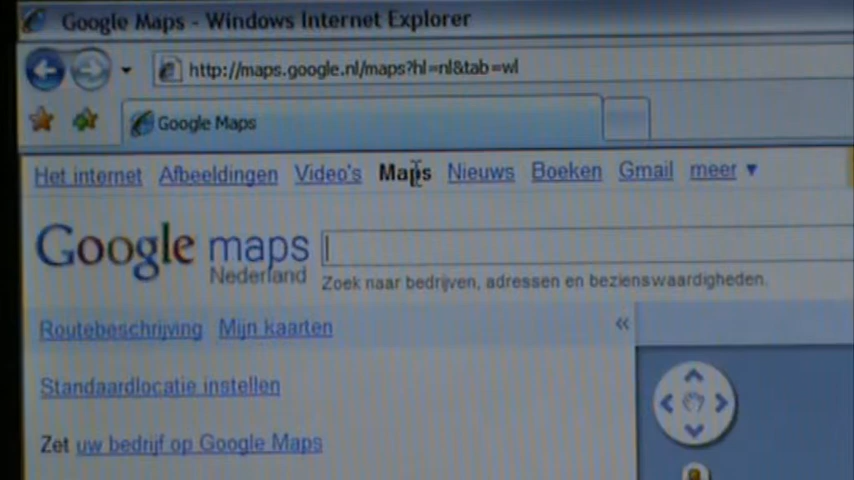 Google Maps - Windows Internet Explorer
http://maps.google.nl/maps?hl=nl&tab=wl
Google Maps
Het internet Afbeeldingen Video's Maps Nieuws Boeken Gmail meer ▼
Google maps
Nederland
Zoek naar bedrijven, adressen en bezienswaardigheden.
Routebeschrijving Mijn kaarten «
Standaardlocatie instellen
Zet uw bedrijf op Google Maps